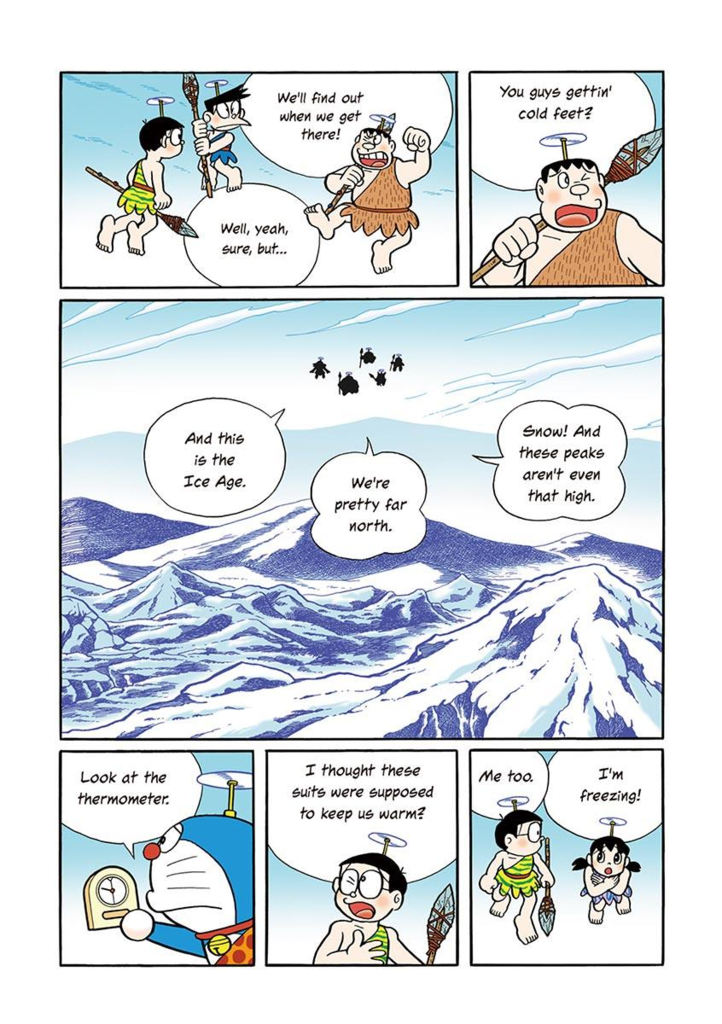 We'll find out
when we get
there!
Well, yeah,
sure, but...
You guys gettin'
cold feet?
And this
is the
Ice Age.
We're
pretty far
north.
Snow! And
these peaks
aren't even
that high.
Look at the
thermometer.
I thought these
suits were supposed
to keep us warm?
Me too.
I'm
freezing!